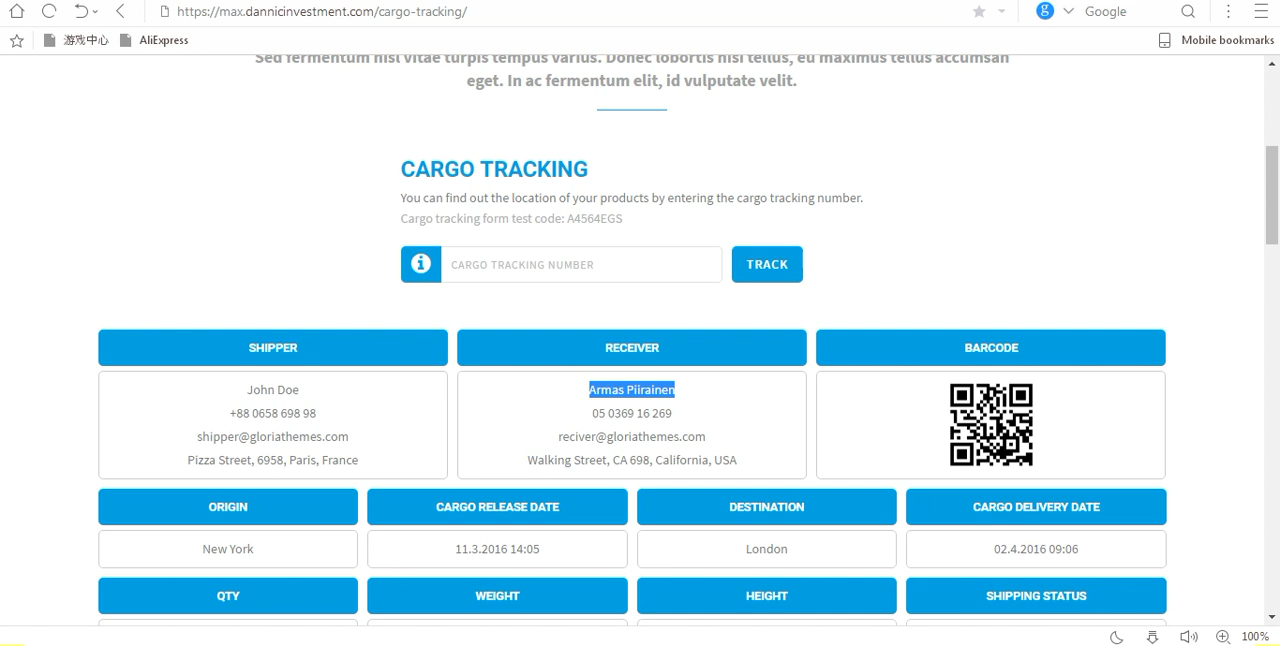 https://max.dannicinvestment.com/cargo-tracking/
Google
游戏中心
AliExpress
Mobile bookmarks
Sed fermentum nisl vitae turpis tempus varius. Donec lobortis nisi tellus, eu maximus tellus accumsan
eget. In ac fermentum elit, id vulputate velit.
CARGO TRACKING
You can find out the location of your products by entering the cargo tracking number.
Cargo tracking form test code: A4564EGS
CARGO TRACKING NUMBER
TRACK
SHIPPER
RECEIVER
BARCODE
John Doe
+88 0658 698 98
shipper@gloriathemes.com
Pizza Street, 6958, Paris, France
Armas Piirainen
05 0369 16 269
reciver@gloriathemes.com
Walking Street, CA 698, California, USA
ORIGIN
CARGO RELEASE DATE
DESTINATION
CARGO DELIVERY DATE
New York
11.3.2016 14:05
London
02.4.2016 09:06
QTY
WEIGHT
HEIGHT
SHIPPING STATUS
100%